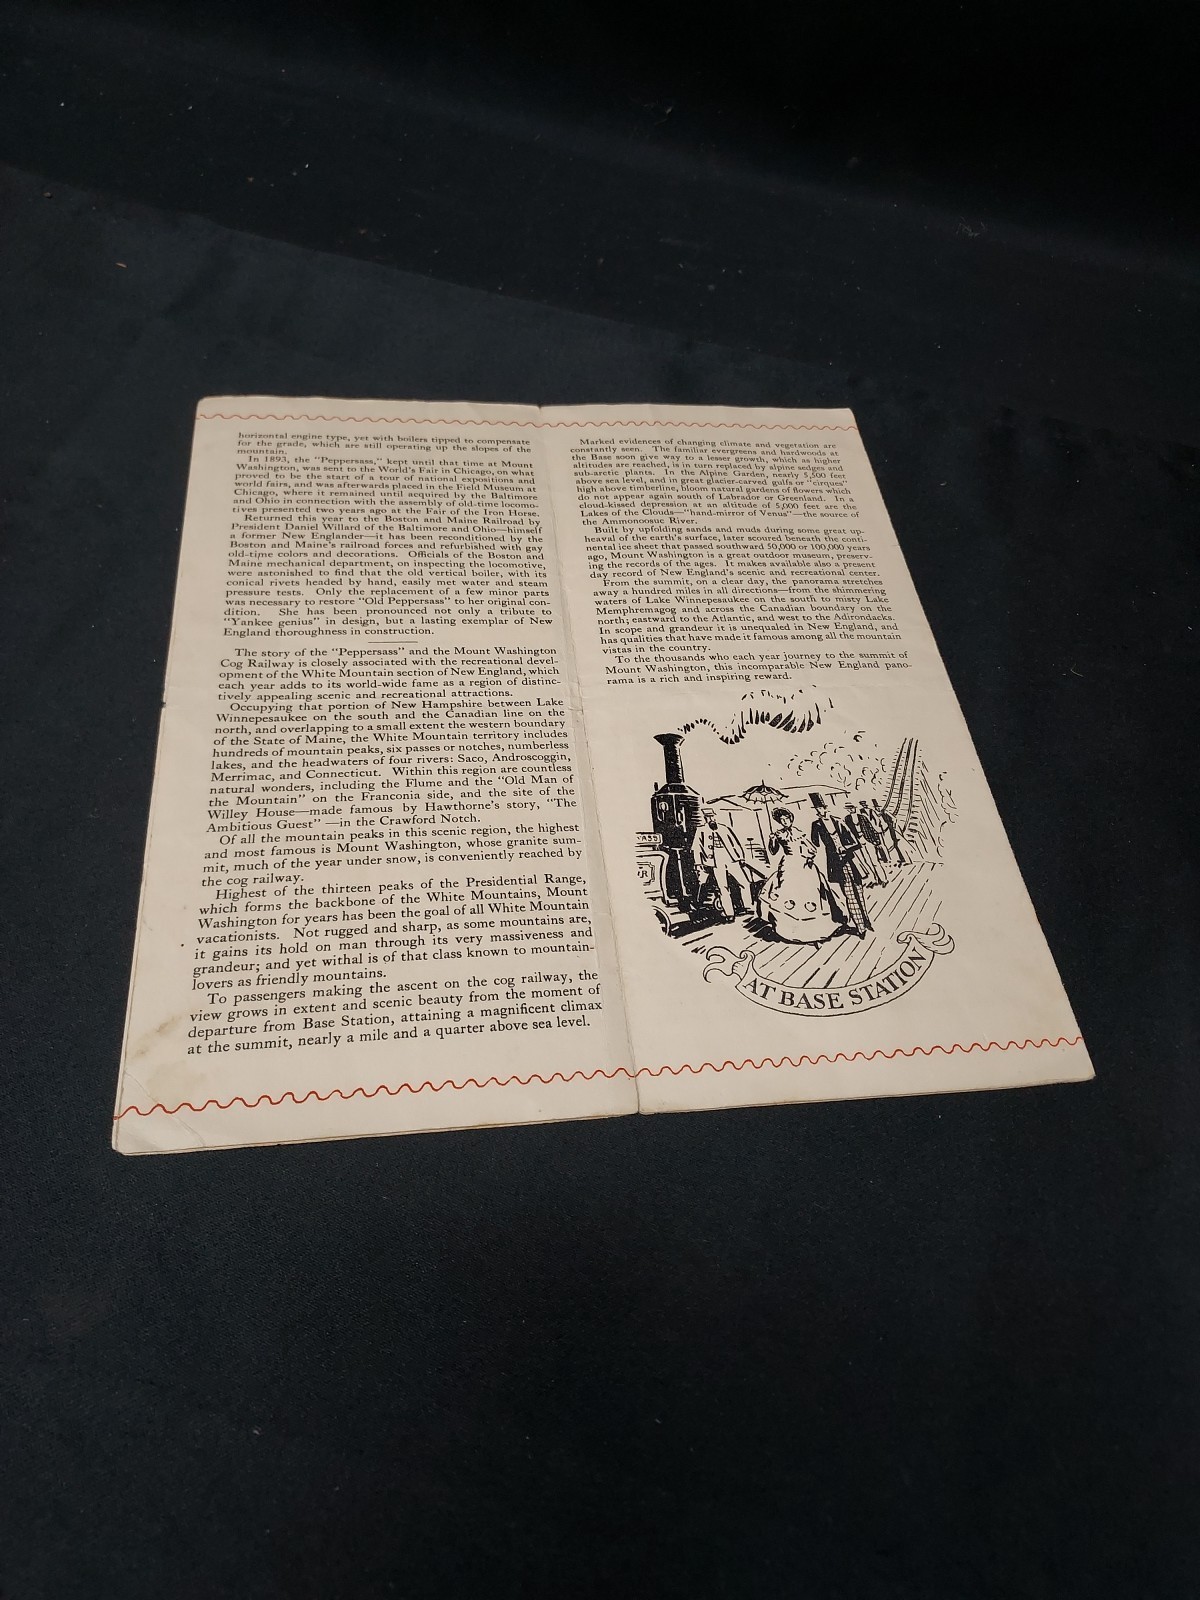 horizontal engine type, yet with boilers tipped to compensate
for the grade, which are still operating up the slopes of the
mountain.
In 1893, the "Peppersass," kept until that time at Mount
Washington, was sent to the World's Fair in Chicago, on what
proved to be the start of a tour of national expositions and
world fairs, and was afterwards placed in the Field Museum at
Chicago, where it remained until acquired by the Baltimore
and Ohio in connection with the assembly of old-time locomo-
tives presented two years ago at the Fair of the Iron Horse.
Returned this year to the Boston and Maine Railroad by
President Daniel Willard of the Baltimore and Ohio—himself
a former New Englander—it has been reconditioned by the
Boston and Maine's railroad forces and refurbished with gay
old-time colors and decorations. Officials of the Boston and
Maine mechanical department, on inspecting the locomotive,
were astonished to find that the old vertical boiler, with its
conical rivets headed by hand, easily met water and steam
pressure tests. Only the replacement of a few minor parts
was necessary to restore "Old Peppersass" to her original con-
dition. She has been pronounced not only a tribute to
"Yankee genius" in design, but a lasting exemplar of New
England thoroughness in construction.
The story of the "Peppersass" and the Mount Washington
Cog Railway is closely associated with the recreational devel-
opment of the White Mountain section of New England, which
each year adds to its world-wide fame as a region of distinc-
tively appealing scenic and recreational attractions.
Occupying that portion of New Hampshire between Lake
Winnepesaukee on the south and the Canadian line on the
north, and overlapping to a small extent the western boundary
of the State of Maine, the White Mountain territory includes
hundreds of mountain peaks, six passes or notches, numberless
lakes, and the headwaters of four rivers: Saco, Androscoggin,
Merrimac, and Connecticut. Within this region are countless
natural wonders, including the Flume and the "Old Man of
the Mountain" on the Franconia side, and the site of the
Willey House—made famous by Hawthorne's story, "The
Ambitious Guest" —in the Crawford Notch.
Of all the mountain peaks in this scenic region, the highest
and most famous is Mount Washington, whose granite sum-
mit, much of the year under snow, is conveniently reached by
the cog railway.
Highest of the thirteen peaks of the Presidential Range,
which forms the backbone of the White Mountains, Mount
Washington for years has been the goal of all White Mountain
vacationists. Not rugged and sharp, as some mountains are,
it gains its hold on man through its very massiveness and
grandeur; and yet withal is of that class known to mountain-
lovers as friendly mountains.
To passengers making the ascent on the cog railway, the
view grows in extent and scenic beauty from the moment of
departure from Base Station, attaining a magnificent climax
at the summit, nearly a mile and a quarter above sea level.
Marked evidences of changing climate and vegetation are
constantly seen. The familiar evergreens and hardwoods at
the Base soon give way to a lesser growth, which, as higher
altitudes are reached, is in turn replaced by alpine sedges and
sub-arctic plants. In the Alpine Garden, nearly 5,500 feet
above sea level, and in great glacier-carved gulfs or "cirques"
high above timberline, bloom natural gardens of flowers which
do not appear again south of Labrador or Greenland. In a
cloud-kissed depression at an altitude of 5,000 feet are the
Lakes of the Clouds—"hand-mirror of Venus"—the source of
the Ammonoosuc River.
Built by upfolding sands and muds during some great up-
heaval of the earth's surface, later scoured beneath the conti-
nental ice sheet that passed southward 50,000 or 100,000 years
ago, Mount Washington is a great outdoor museum, preserv-
ing the records of the ages. It makes available also a present
day record of New England's scenic and recreational center.
From the summit, on a clear day, the panorama stretches
away a hundred miles in all directions—from the shimmering
waters of Lake Winnepesaukee on the south to misty Lake
Memphremagog and across the Canadian boundary on the
north; eastward to the Atlantic, and west to the Adirondacks.
In scope and grandeur it is unequaled in New England, and
has qualities that have made it famous among all the mountain
vistas in the country.
To the thousands who each year journey to the summit of
Mount Washington, this incomparable New England pano-
rama is a rich and inspiring reward.
ASS
AT BASE STATION